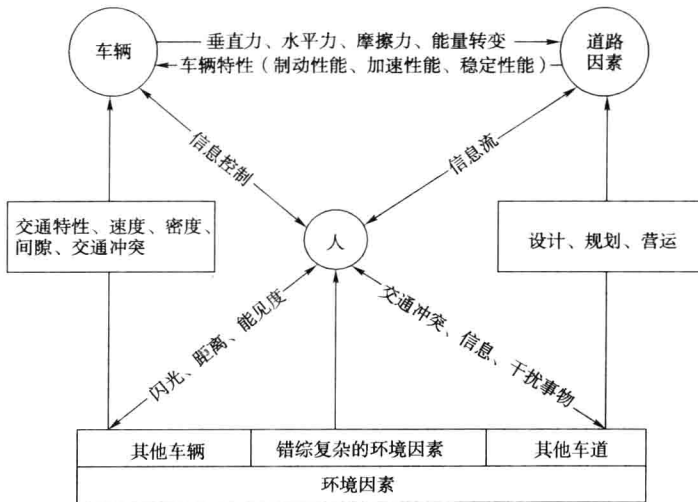 车辆
垂直力、水平力、摩擦力、能量转变
车辆特性（制动性能、加速性能、稳定性能）
道路
因素
信息控制
信息流
交通特性、速度、密度、
间隙、交通冲突
人
设计、规划、营运
闪光、距离、能见度
交通冲突、信息、干扰事物
其他车辆
错综复杂的环境因素
其他车道
环境因素